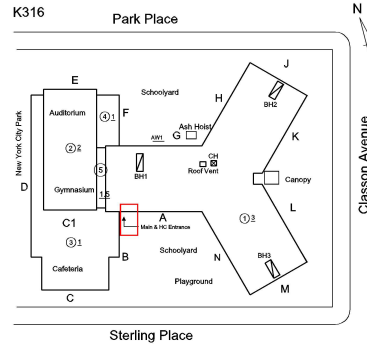 K316
Park Place
N
E
J
Auditorium
4 1
F
Schoolyard
H
BH2
Ash Hoist
AW1
G
K
New York City Park
2 2
CH
Roof Vent
Classon Avenue
5
BH1
Canopy
D
Gymnasium
1.5
L
A
1 3
C1
Main & HC Entrance
3 1
B
Schoolyard
N
BH3
Cafeteria
Playground
M
C
Sterling Place